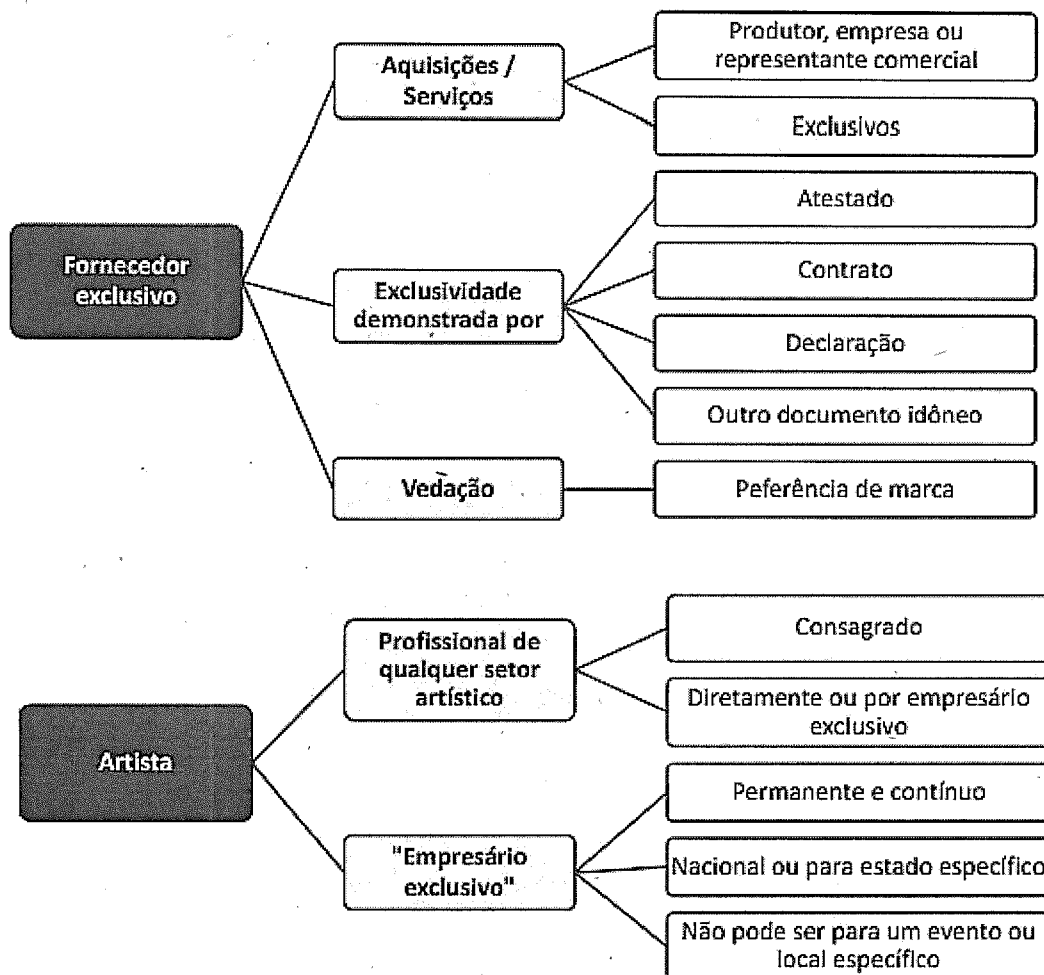 Fornecedor
exclusivo
Aquisições /
Serviços
Produtor, empresa ou
representante comercial
Exclusivos
Exclusividade
demonstrada por
Atestado
Contrato
Declaração
Outro documento idôneo
Vedação
Peferência de marca
Artista
Profissional de
qualquer setor
artístico
Consagrado
Diretamente ou por empresário
exclusivo
"Empresário
exclusivo"
Permanente e contínuo
Nacional ou para estado específico
Não pode ser para um evento ou
local específico